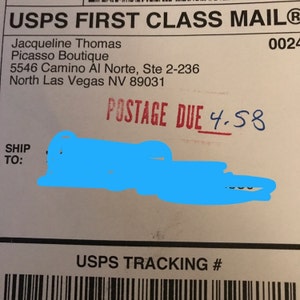 USPS FIRST CLASS MAIL®
Jacqueline Thomas 0024
Picasso Boutique
5546 Camino Al Norte, Ste 2-236
North Las Vegas NV 89031
POSTAGE DUE 4.58
SHIP
TO:
USPS TRACKING #